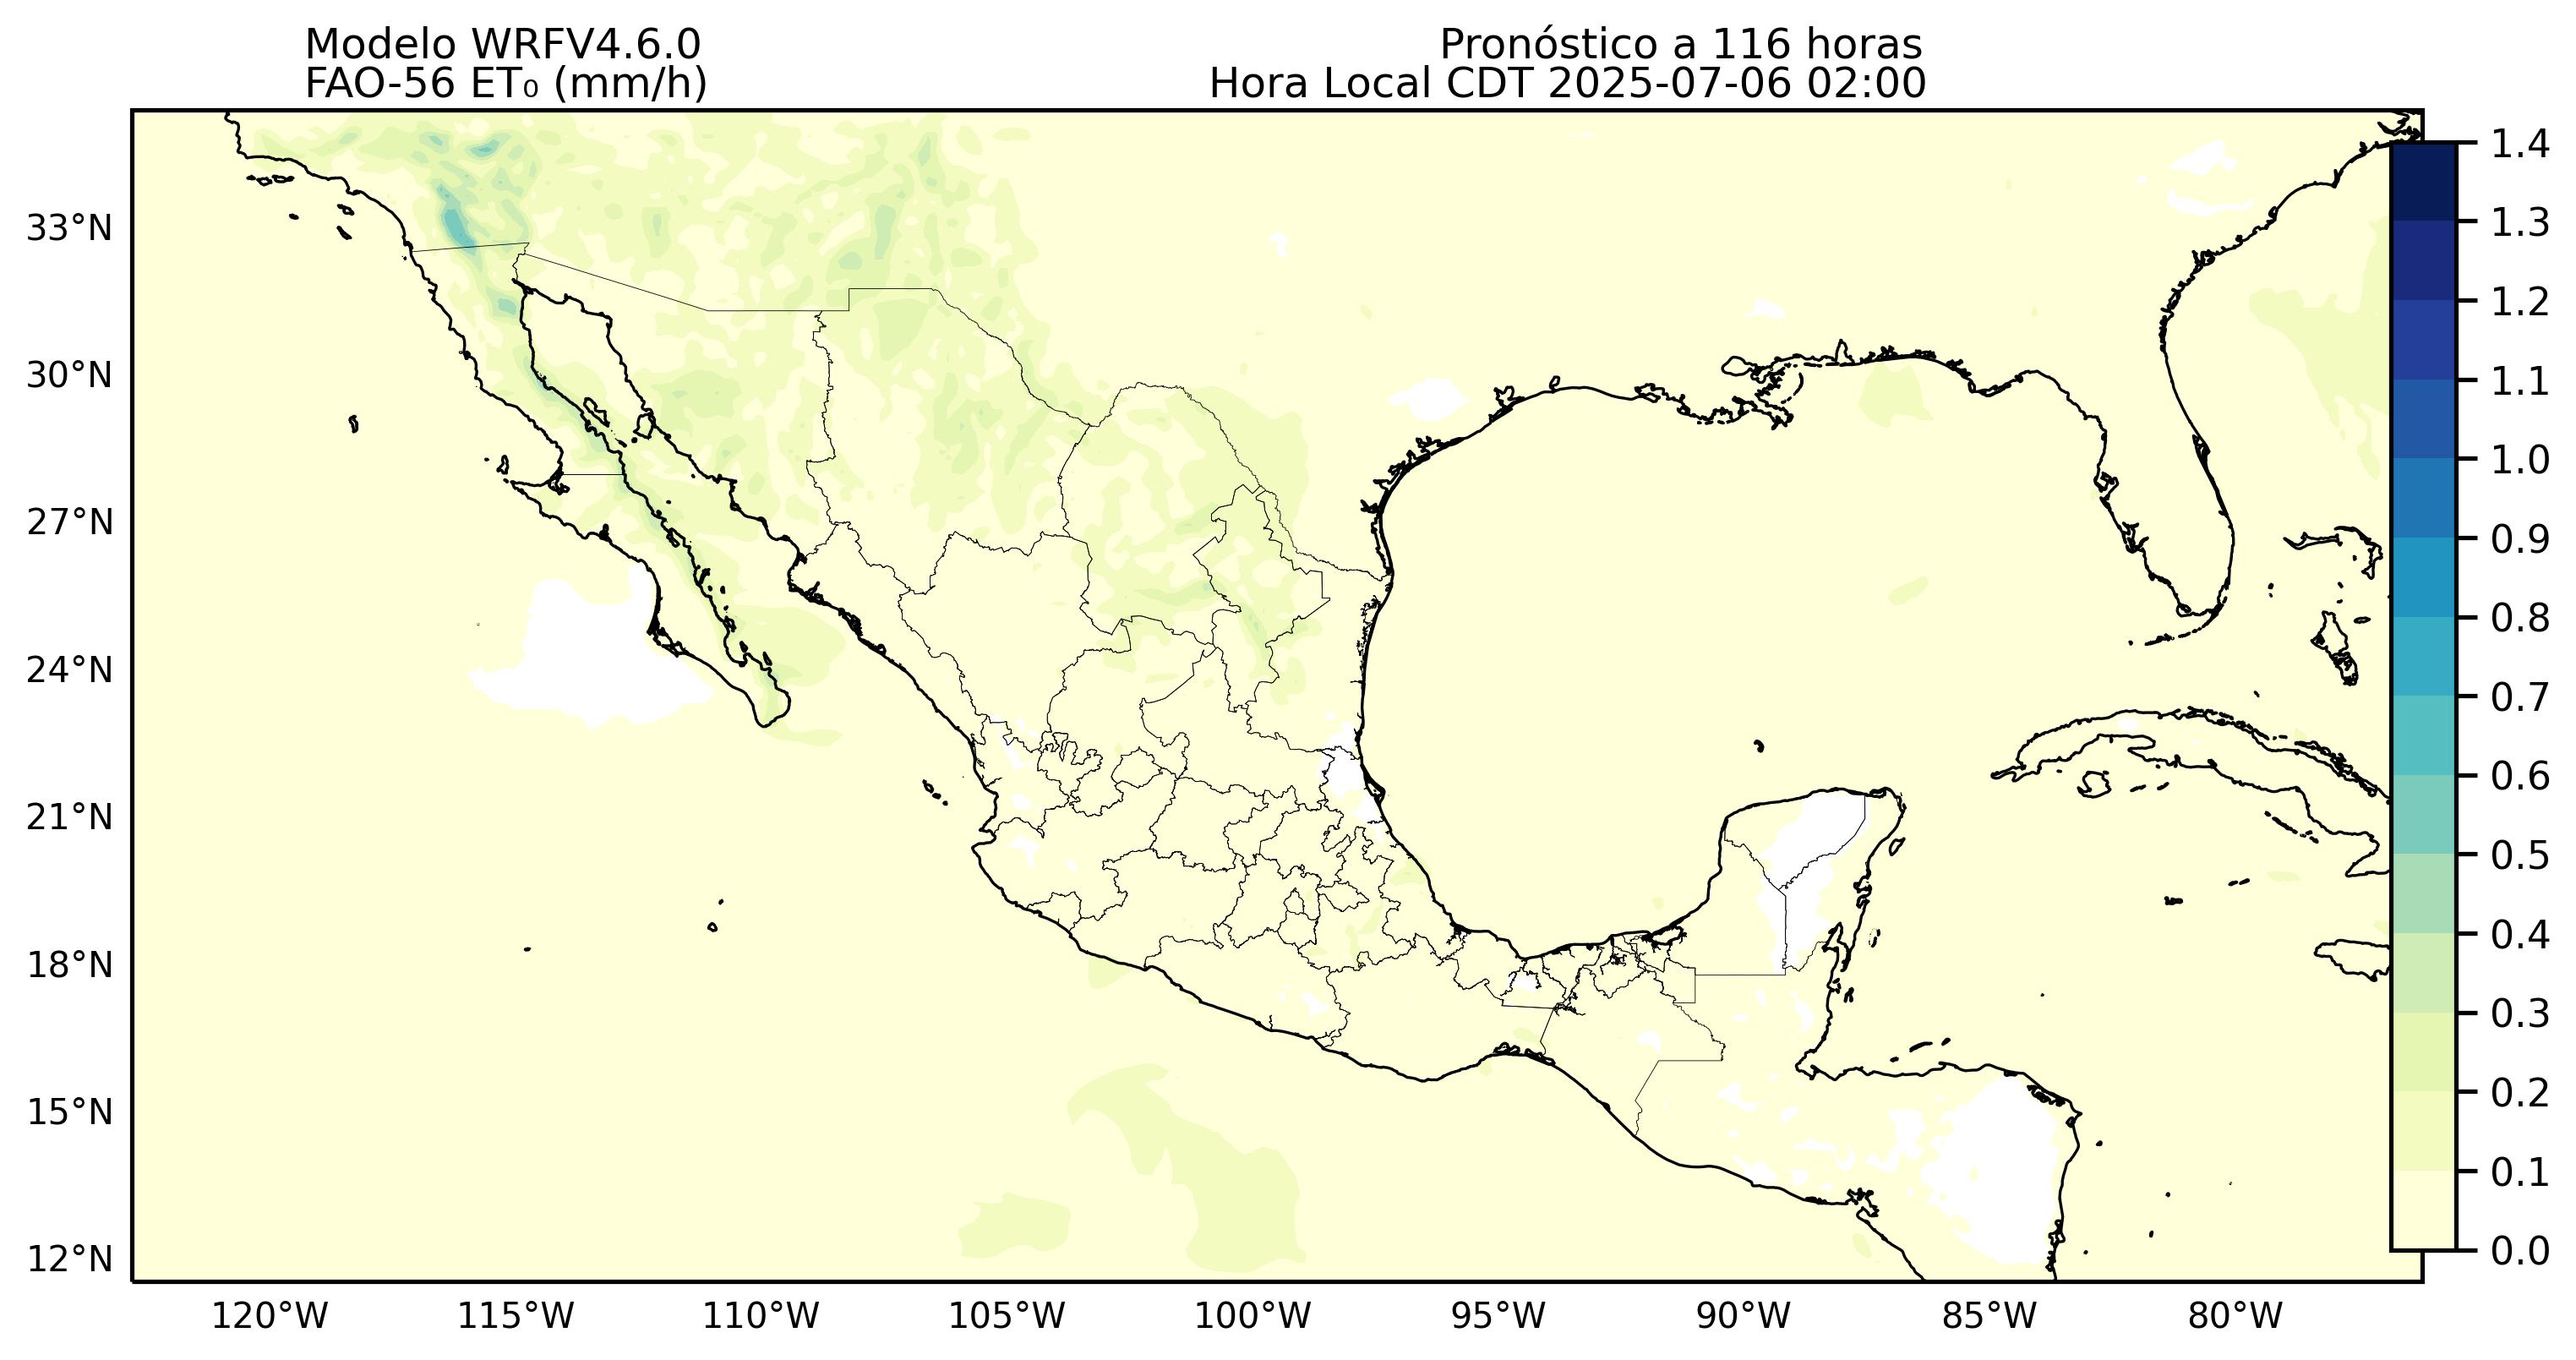 Modelo WRFV4.6.0
FAO-56 ET₀ (mm/h)
Pronóstico a 116 horas
Hora Local CDT 2025-07-06 02:00
33°N
30°N
27°N
24°N
21°N
18°N
15°N
12°N
120°W
115°W
110°W
105°W
100°W
95°W
90°W
85°W
80°W
1.4
1.3
1.2
1.1
1.0
0.9
0.8
0.7
0.6
0.5
0.4
0.3
0.2
0.1
0.0